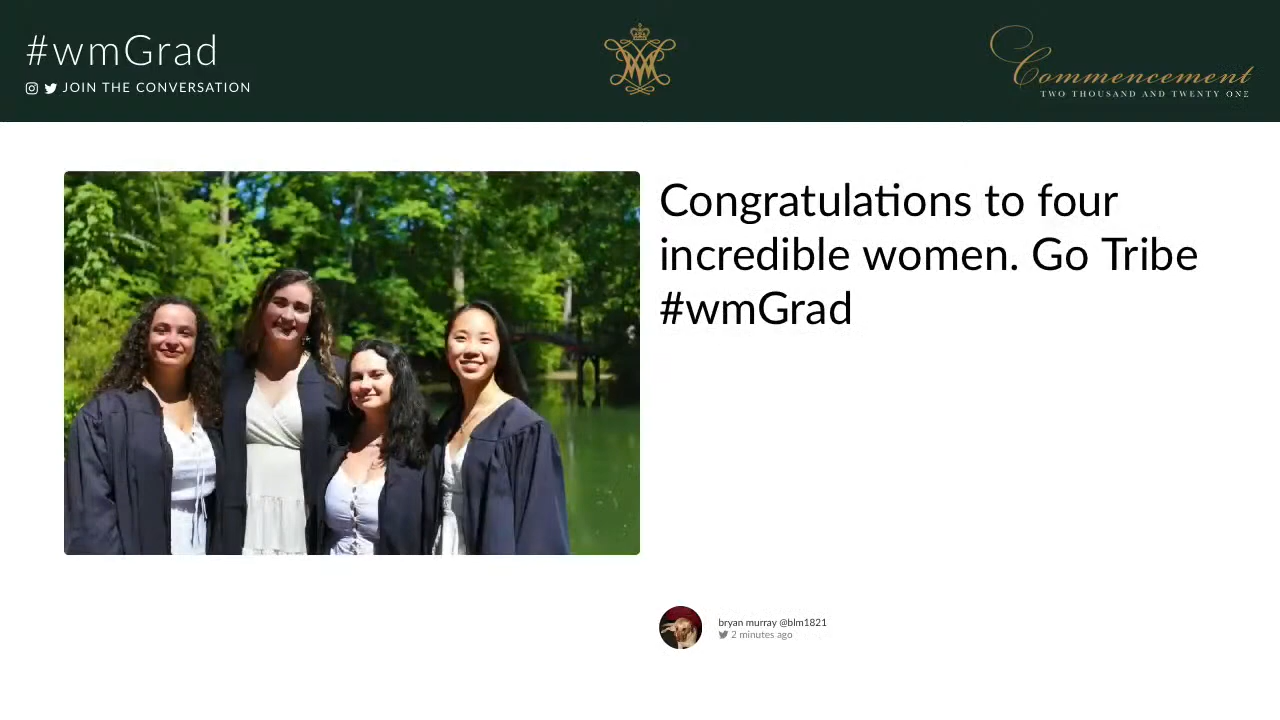 #wmGrad
JOIN THE CONVERSATION
Commencement
TWO THOUSAND AND TWENTY ONE
Congratulations to four
incredible women. Go Tribe
#wmGrad
bryan murray @blm1821
2 minutes ago